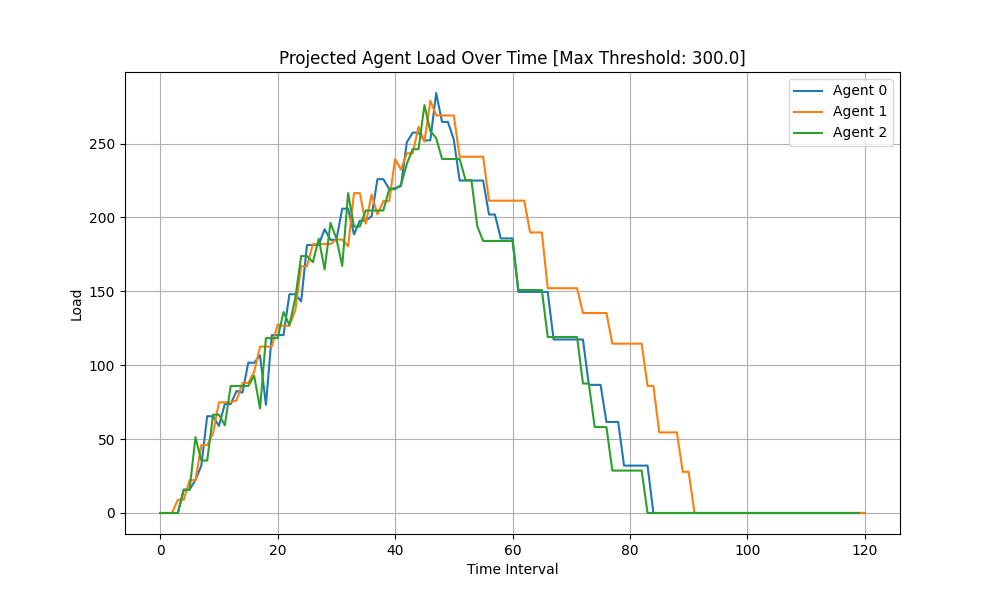 Projected Agent Load Over Time [Max Threshold: 300.0]
Agent 0
Agent 1
Agent 2
Load
250
200
150
100
50
0
0 20 40 60 80 100 120
Time Interval